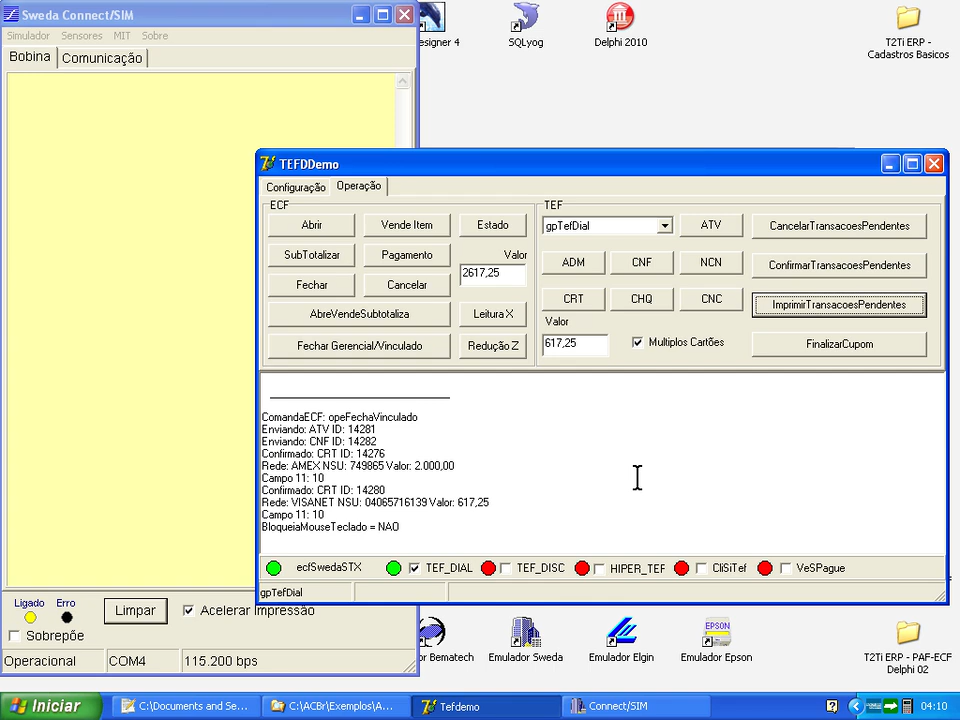 Sweda Connect/SIM
Simulador Sensores MIT Sobre
Bobina Comunicação
esigner 4
SQLyog
Delphi 2010
T2Ti ERP -
Cadastros Basicos
TEFDDemo
Configuração Operação
ECF
Abrir Vende Item Estado
SubTotalizar Pagamento Valor
2617,25
Fechar Cancelar
AbreVendeSubtotaliza Leitura X
Fechar Gerencial/Vinculado Redução Z
TEF
gpTefDial ATV CancelarTransacoesPendentes
ADM CNF NCN ConfirmarTransacoesPendentes
CRT CHQ CNC ImprimirTransacoesPendentes
Valor
617,25 Multiplos Cartões FinalizarCupom
ComandaECF: opeFechaVinculado
Enviando: ATV ID: 14281
Enviando: CNF ID: 14282
Confirmado: CRT ID: 14276
Rede: AMEX NSU: 749865 Valor: 2.000,00
Campo 11: 10
Confirmado: CRT ID: 14280
Rede: VISANET NSU: 04065716139 Valor: 617,25
Campo 11: 10
BloqueiaMouseTeclado = NAO
ecfSwedaSTX TEF_DIAL TEF_DISC HIPER_TEF CliSiTef VeSPague
gpTefDial
Ligado Erro
Limpar Acelerar Impressão
Sobrepõe
Operacional COM4 115.200 bps
or Bematech
Emulador Sweda
Emulador Elgin
EPSON
Emulador Epson
T2Ti ERP - PAF-ECF
Delphi 02
Iniciar C:\Documents and Se... C:\ACBr\Exemplos\A... Tefdemo Connect/SIM 04:10